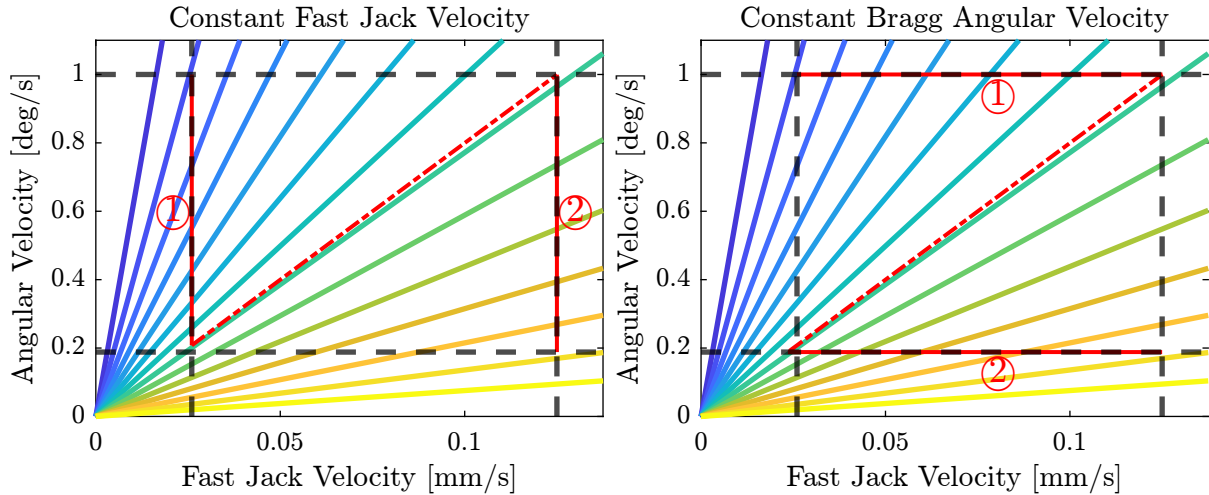 Constant Fast Jack Velocity
Angular Velocity [deg/s]
1
0.8
0.6
0.4
0.2
0
① ②
0 0.05 0.1
Fast Jack Velocity [mm/s]
Constant Bragg Angular Velocity
Angular Velocity [deg/s]
1
0.8
0.6
0.4
0.2
0
①
②
0 0.05 0.1
Fast Jack Velocity [mm/s]